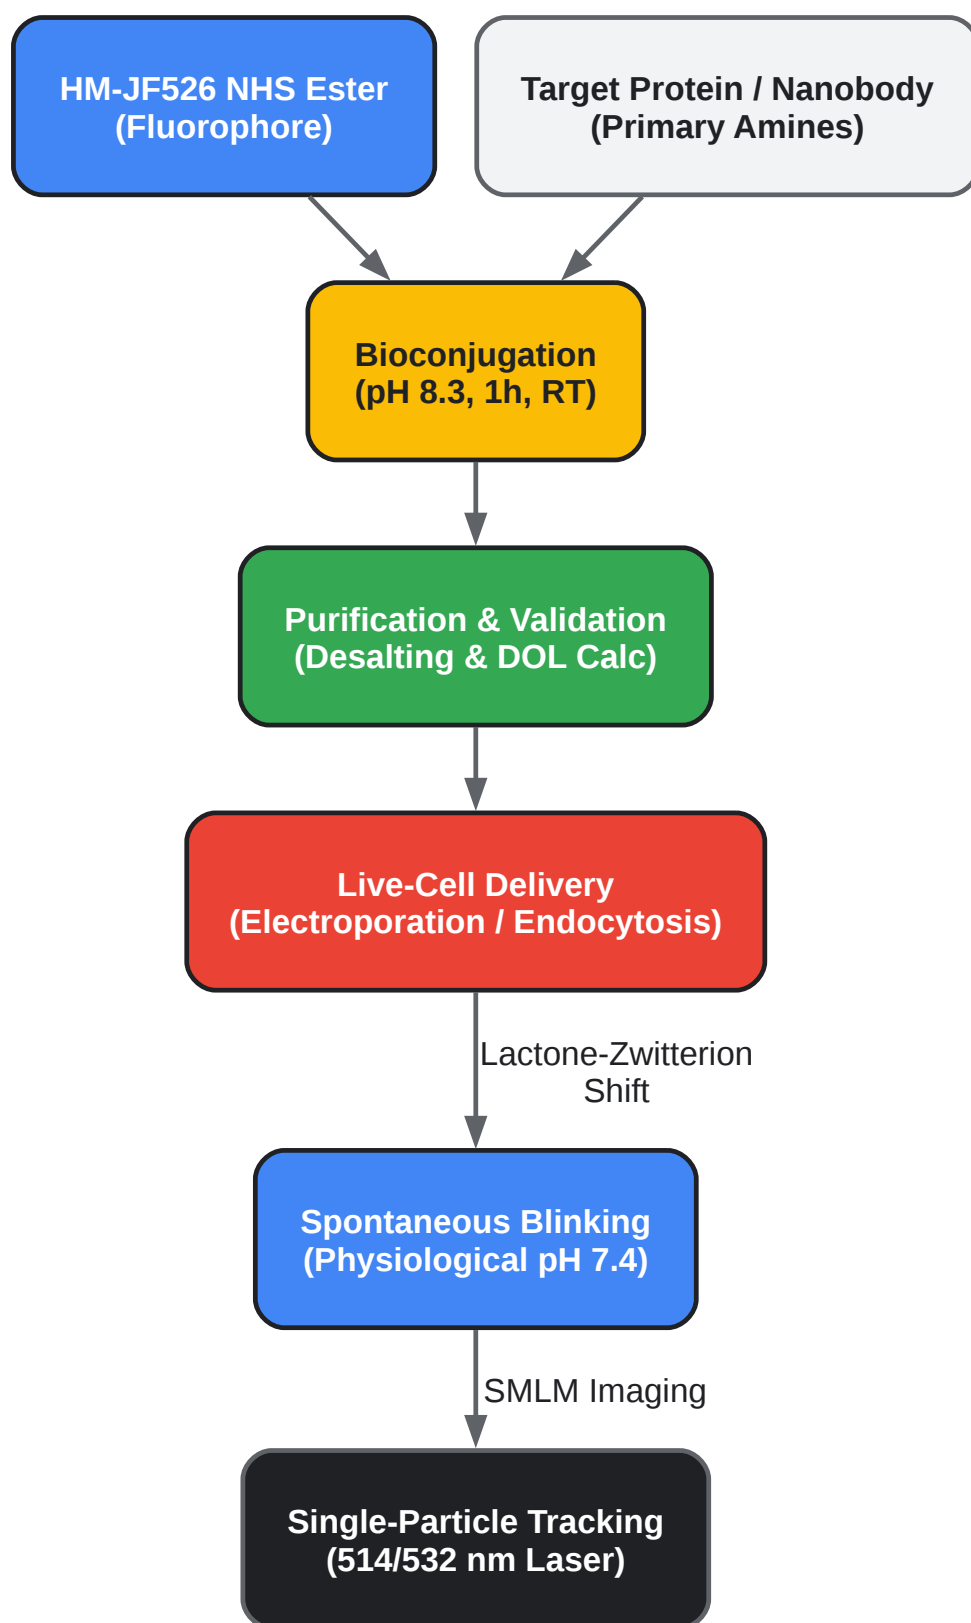 HM-JF526 NHS Ester
(Fluorophore)
Target Protein / Nanobody
(Primary Amines)
Bioconjugation
(pH 8.3, 1h, RT)
Purification & Validation
(Desalting & DOL Calc)
Live-Cell Delivery
(Electroporation / Endocytosis)
Lactone-Zwitterion
Shift
Spontaneous Blinking
(Physiological pH 7.4)
SMLM Imaging
Single-Particle Tracking
(514/532 nm Laser)